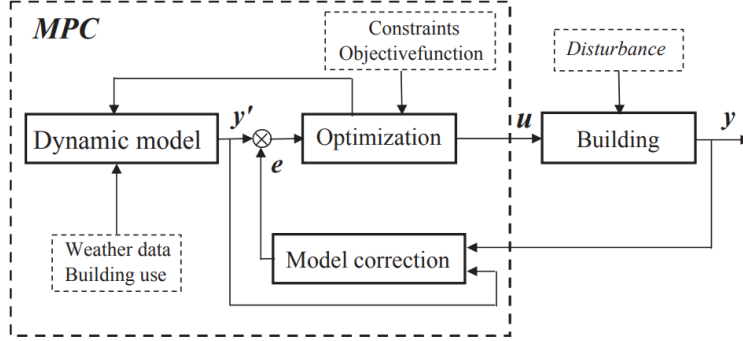 MPC
Constraints
Objectivefunction
Disturbance
Dynamic model
y'
e
Optimization
u
Building
y
Weather data
Building use
Model correction